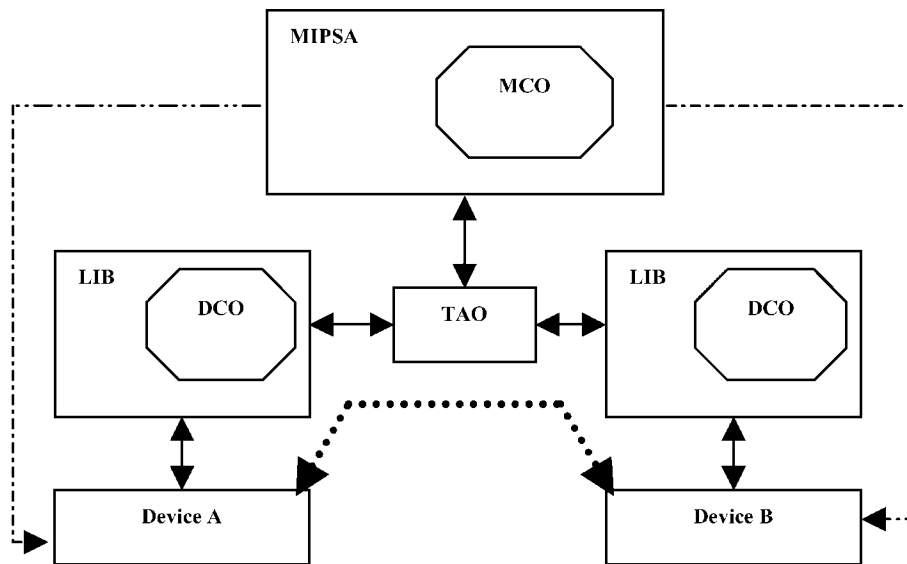 MIPSA
MCO
LIB
DCO
TAO
LIB
DCO
Device A
Device B